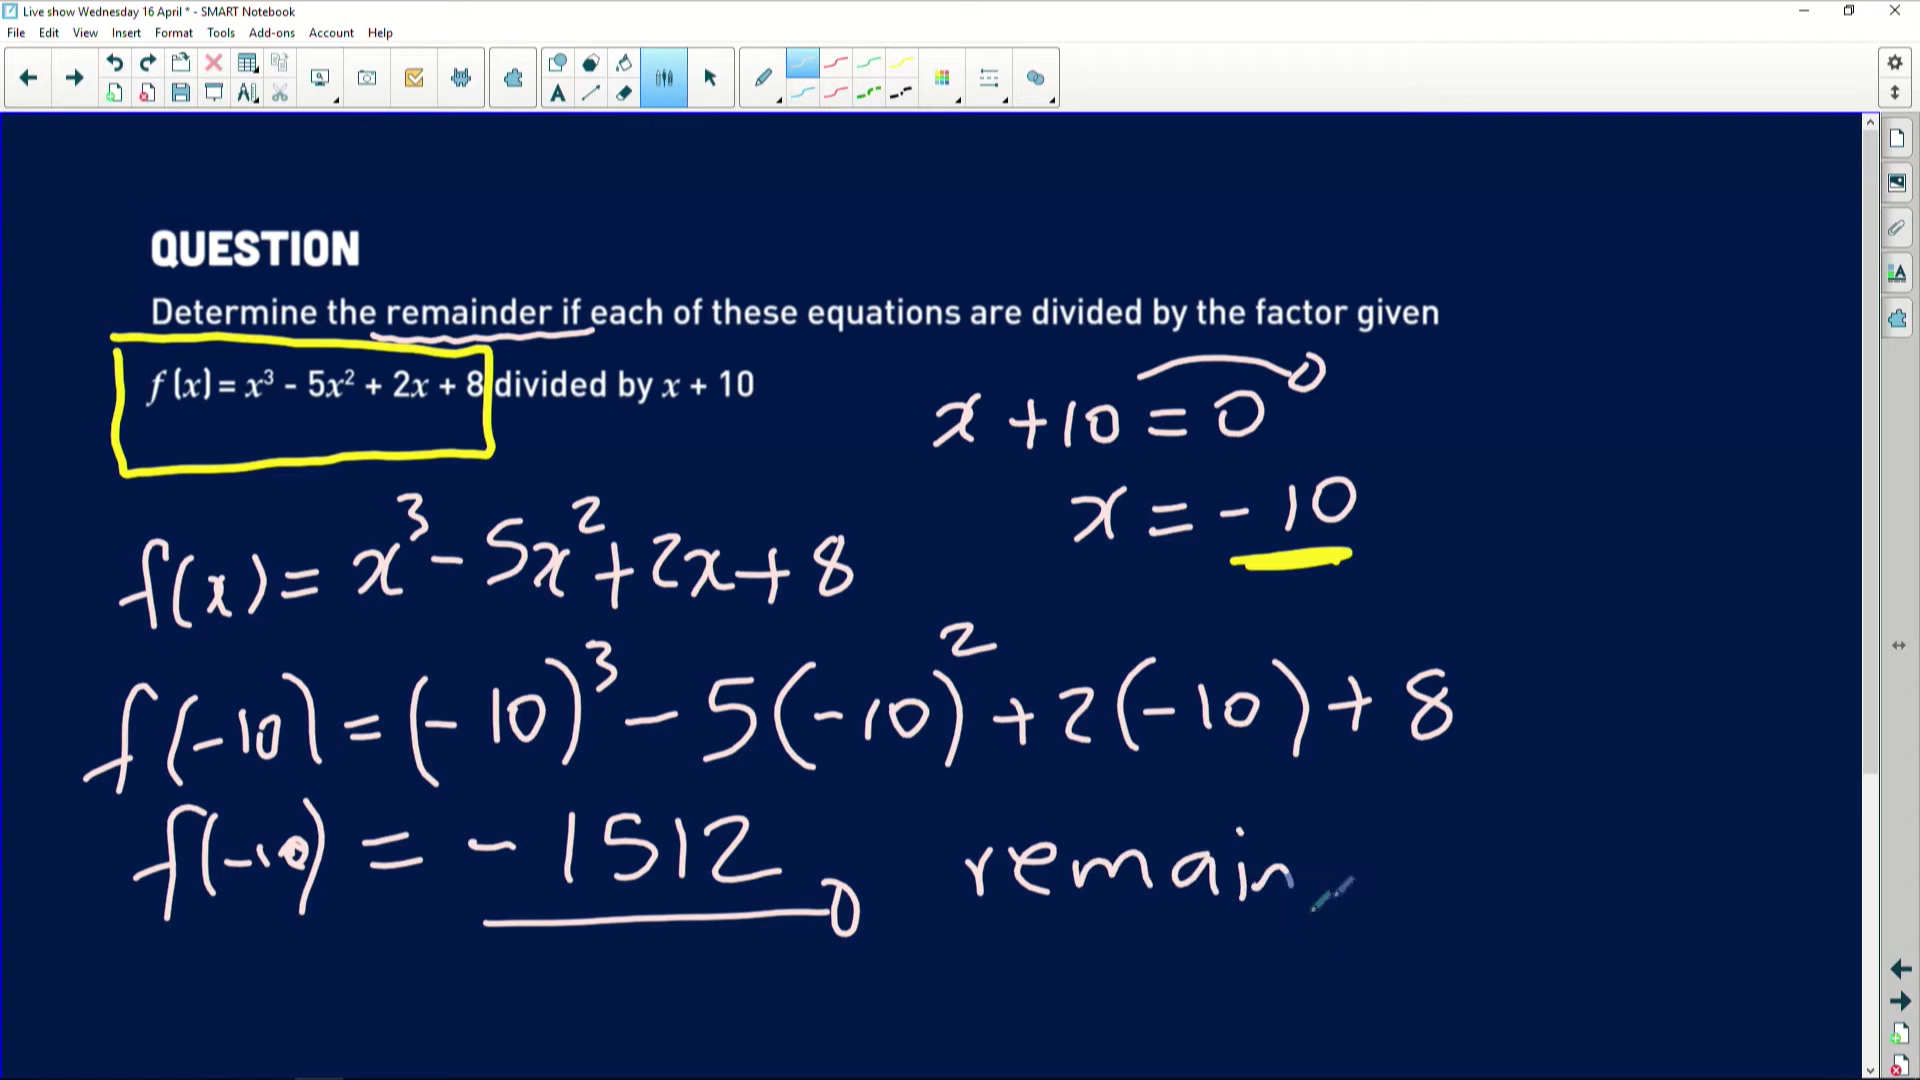 Live show Wednesday 16 April * - SMART Notebook
File Edit View Insert Format Tools Add-ons Account Help
QUESTION
Determine the remainder if each of these equations are divided by the factor given
f (x) = x³ - 5x² + 2x + 8 divided by x + 10
x + 10 = 0
x = - 10
f(x) = x³ - 5x² + 2x + 8
f(-10) = (-10)³ - 5(-10)² + 2(-10) + 8
f(-10) = - 1512 remain